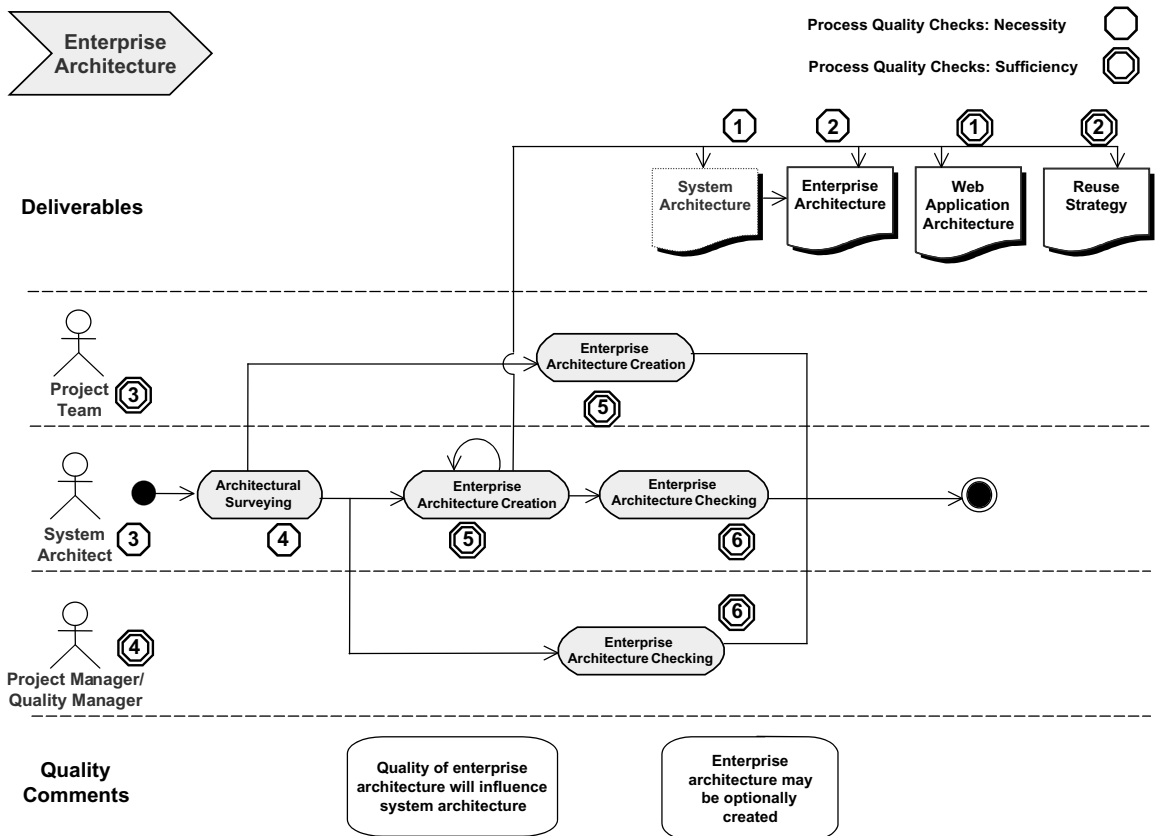 Enterprise
Architecture
Process Quality Checks: Necessity
Process Quality Checks: Sufficiency
1
2
1
2
Deliverables
System
Architecture
Enterprise
Architecture
Web
Application
Architecture
Reuse
Strategy
Project
Team
3
Enterprise
Architecture Creation
5
System
Architect
3
Architectural
Surveying
4
Enterprise
Architecture Creation
5
Enterprise
Architecture Checking
6
Project Manager/
Quality Manager
4
Enterprise
Architecture Checking
6
Quality
Comments
Quality of enterprise
architecture will influence
system architecture
Enterprise
architecture may
be optionally
created